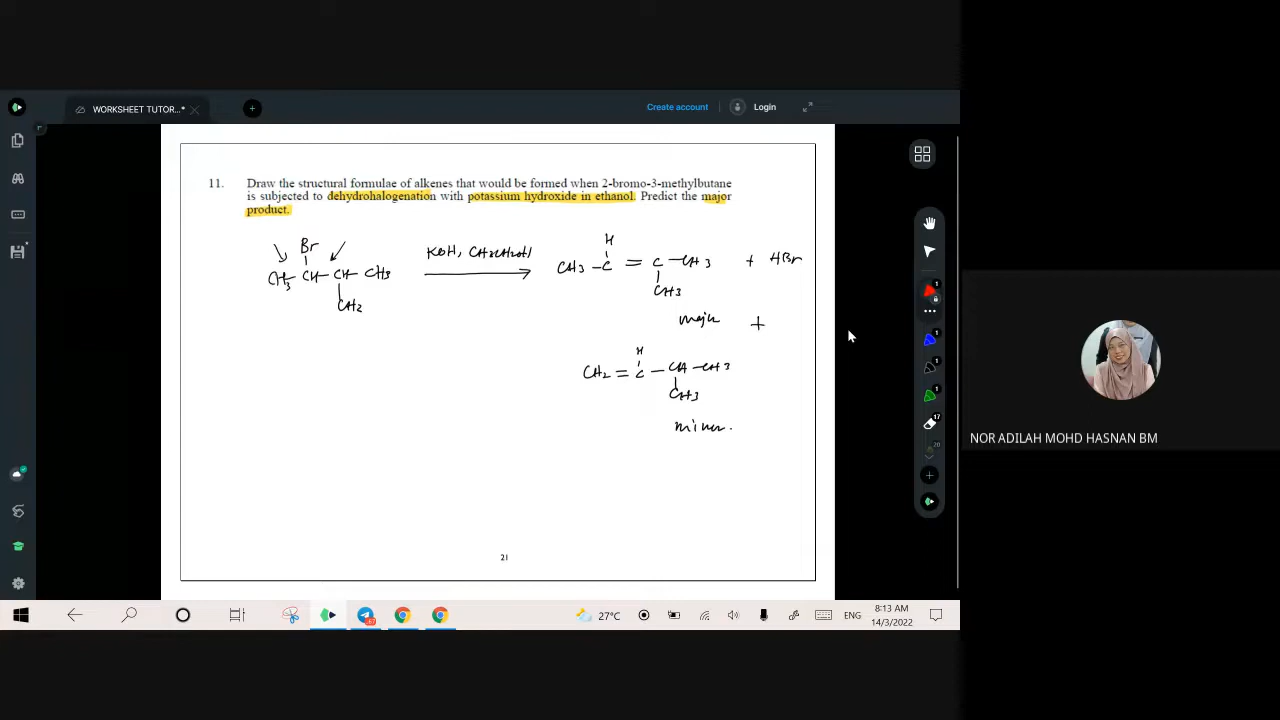 WORKSHEET TUTOR...*
Create account
Login
11. Draw the structural formulae of alkenes that would be formed when 2-bromo-3-methylbutane
is subjected to dehydrohalogenation with potassium hydroxide in ethanol. Predict the major
product.
Br
CH3 - CH - CH - CH3
CH2
KOH, CH3CH2OH
H
CH3 - C = C - CH3 + HBr
CH3
major +
H
CH2 = C - CH - CH3
CH3
minor.
21
NOR ADILAH MOHD HASNAN BM
27°C
ENG
8:13 AM
14/3/2022